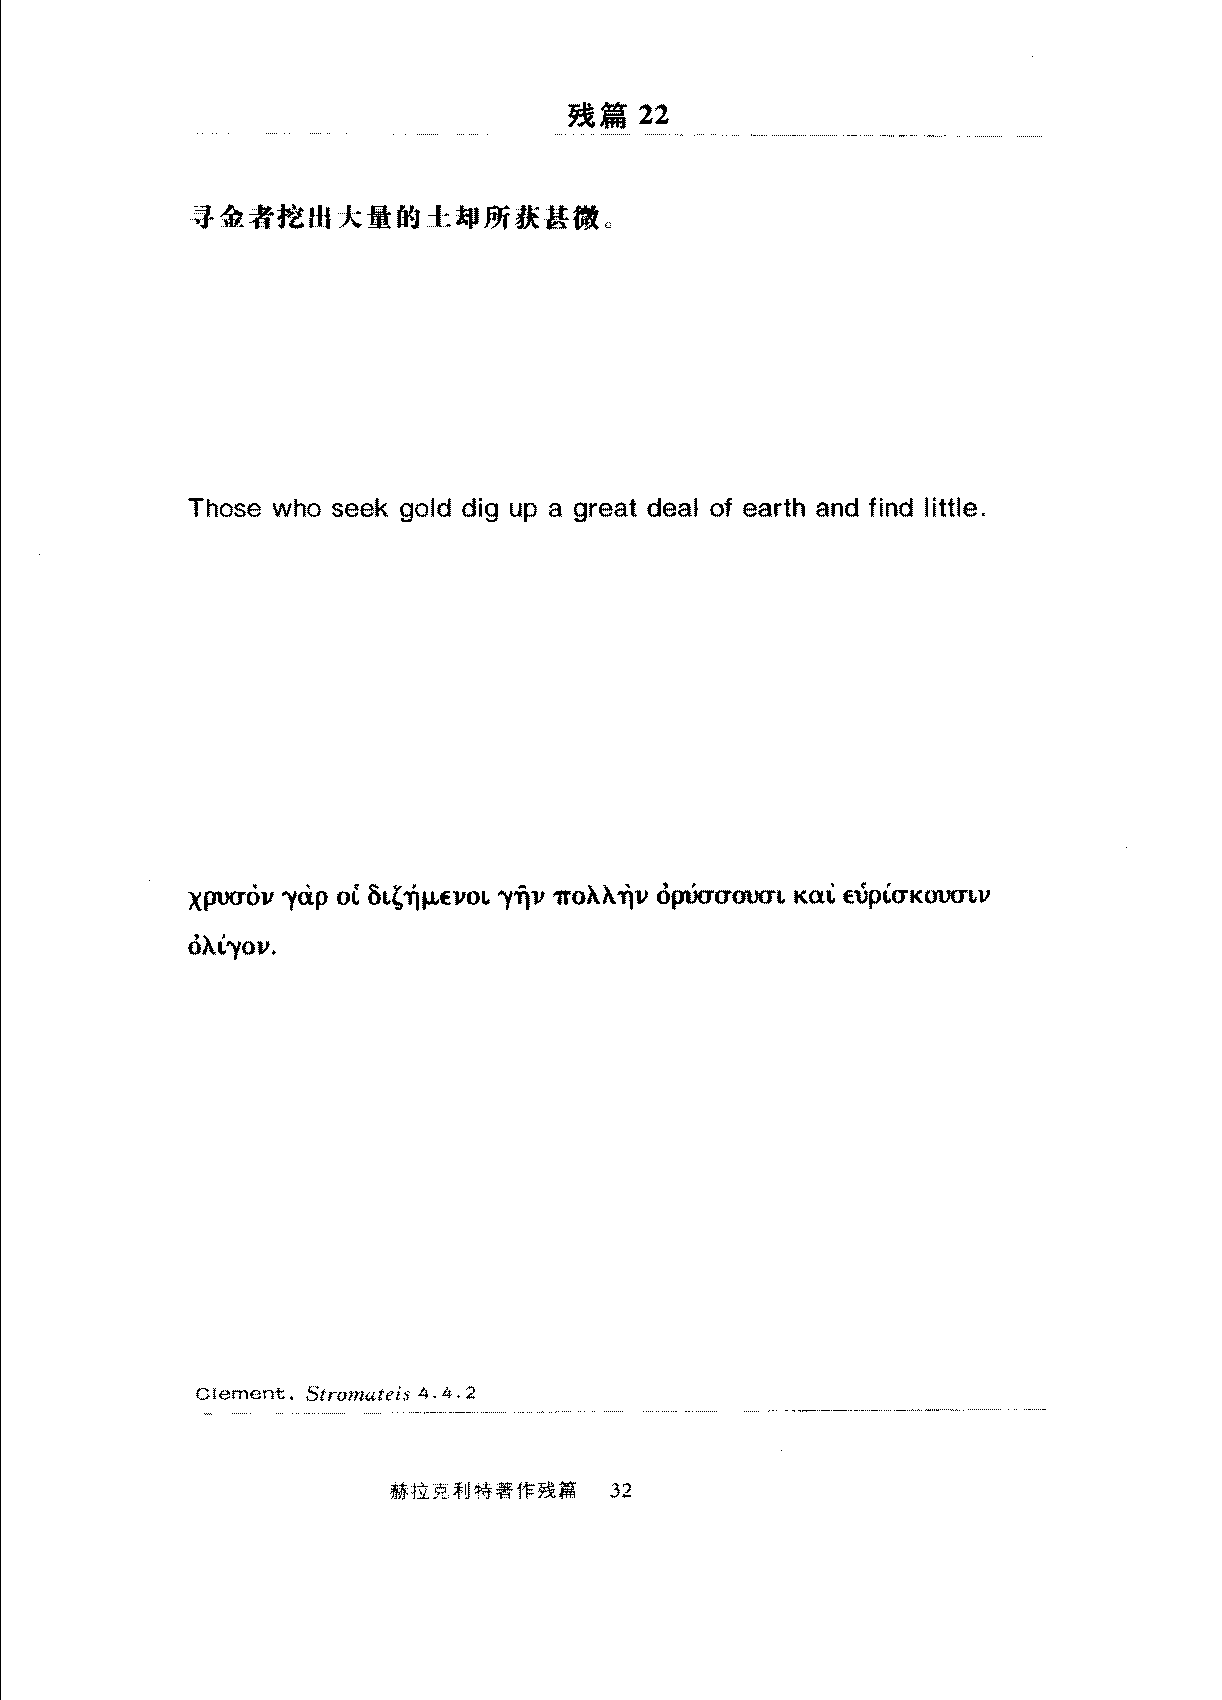 残篇 22
寻金者挖出大量的土却所获甚微。
Those who seek gold dig up a great deal of earth and find little.
χρυσὸν γὰρ οἱ διζήμενοι γῆν πολλὴν ὀρύσσουσι καὶ εὑρίσκουσιν
ὀλίγον.
Clement, Stromateis 4.4.2
赫拉克利特著作残篇 32